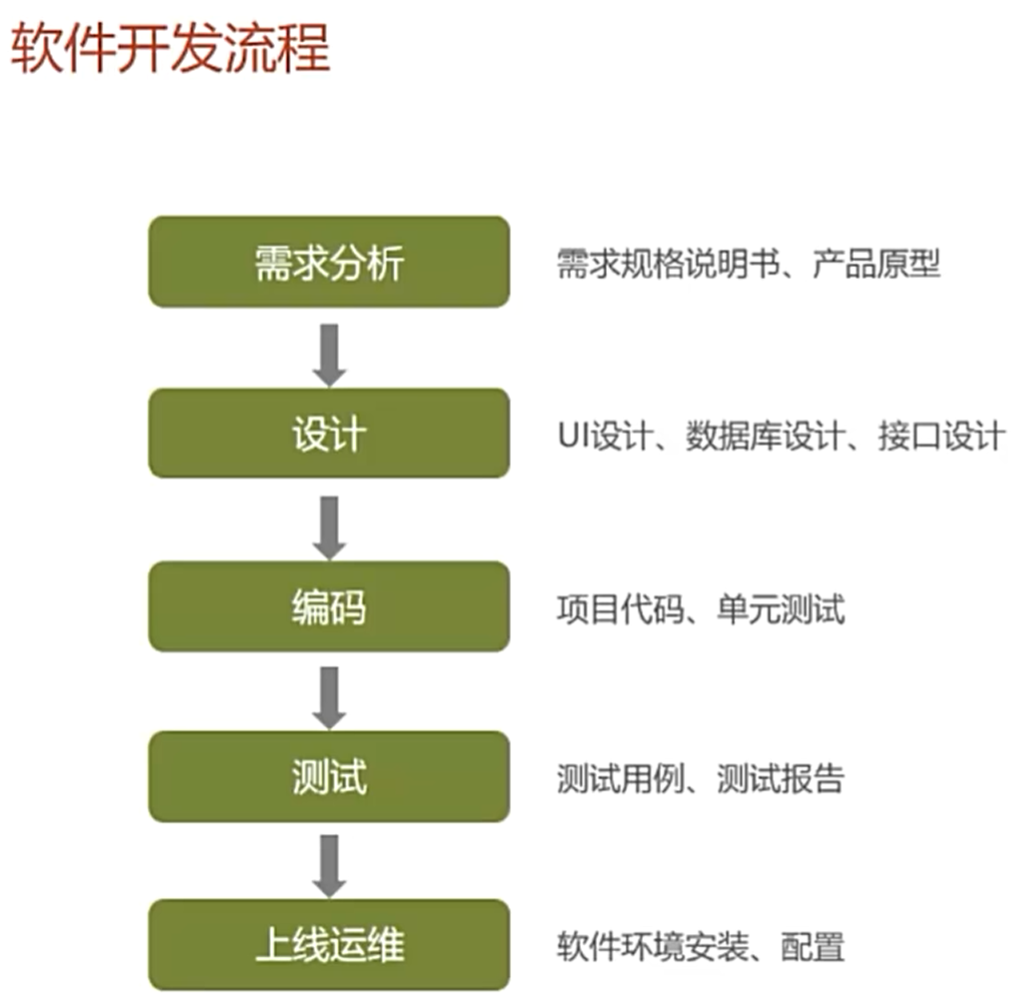 软件开发流程
需求分析
需求规格说明书、产品原型
设计
UI设计、数据库设计、接口设计
编码
项目代码、单元测试
测试
测试用例、测试报告
上线运维
软件环境安装、配置